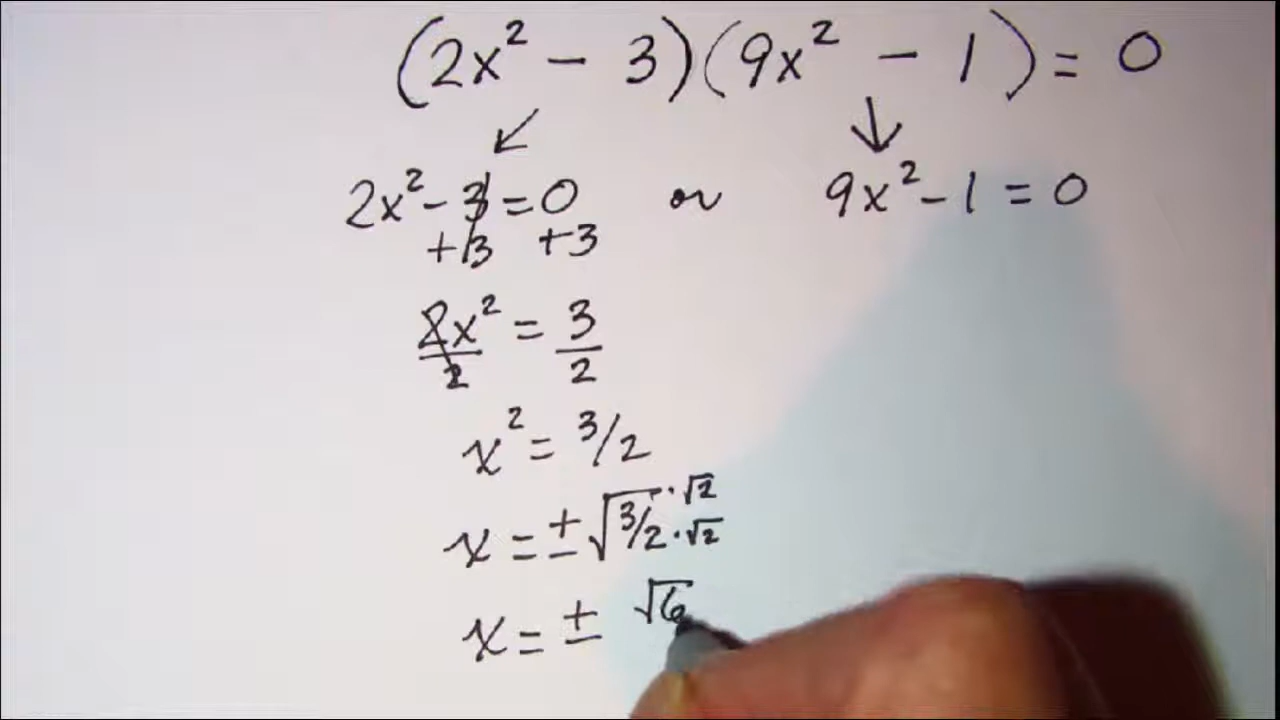 (2x² - 3)(9x² - 1) = 0
2x² - 3 = 0 or 9x² - 1 = 0
+3 +3
2x²/2 = 3/2
x² = 3/2
x = ± √3/2 · √2 · √2
x = ± √6